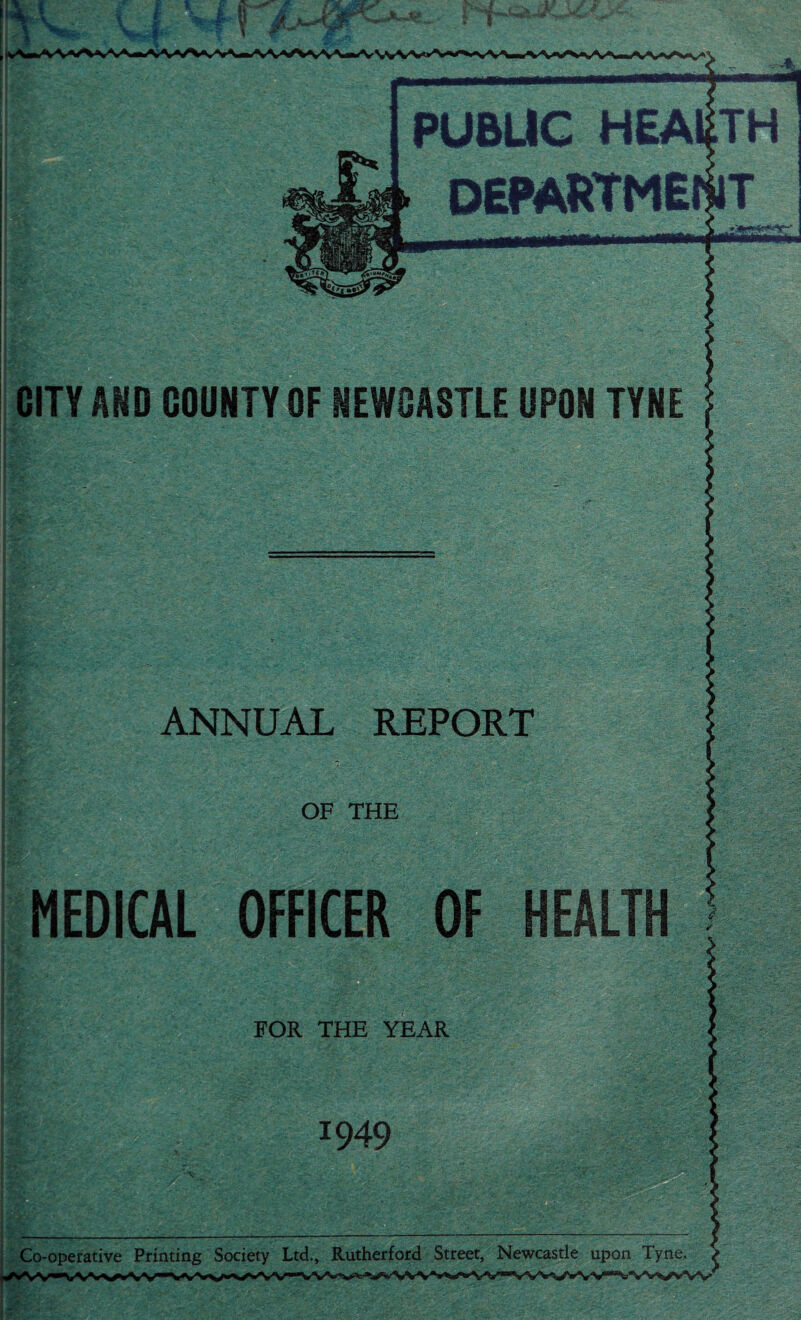 PUBLIC HEALTH
DEPARTMENT
CITY AND COUNTY OF NEWCASTLE UPON TYNE
ANNUAL REPORT
OF THE
MEDICAL OFFICER OF HEALTH
FOR THE YEAR
1949
Co-operative Printing Society Ltd., Rutherford Street, Newcastle upon Tyne.